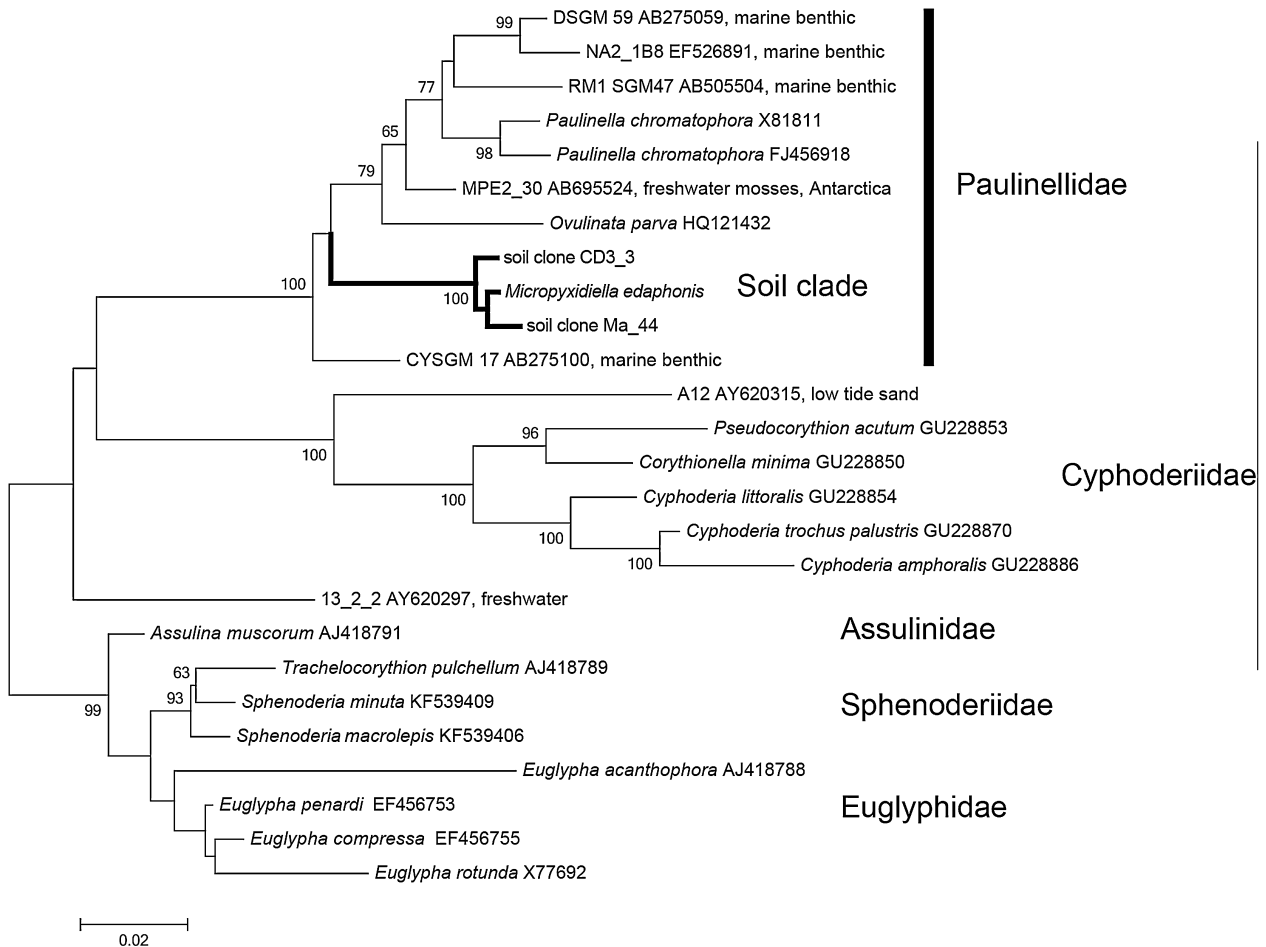 99
DSGM 59 AB275059, marine benthic
NA2_1B8 EF526891, marine benthic
77
RM1 SGM47 AB505504, marine benthic
Paulinella chromatophora X81811
65
98
Paulinella chromatophora FJ456918
79
MPE2_30 AB695524, freshwater mosses, Antarctica
Paulinellidae
Ovulinata parva HQ121432
soil clone CD3_3
100
100
Micropyxidiella edaphonis
Soil clade
soil clone Ma_44
CYSGM 17 AB275100, marine benthic
A12 AY620315, low tide sand
96
Pseudocorythion acutum GU228853
100
Corythionella minima GU228850
Cyphoderiidae
100
Cyphoderia littoralis GU228854
100
Cyphoderia trochus palustris GU228870
100
Cyphoderia amphoralis GU228886
13_2_2 AY620297, freshwater
Assulina muscorum AJ418791
Assulinidae
63
Trachelocorythion pulchellum AJ418789
93
Sphenoderia minuta KF539409
Sphenoderiidae
99
Sphenoderia macrolepis KF539406
Euglypha acanthophora AJ418788
Euglypha penardi EF456753
Euglyphidae
Euglypha compressa EF456755
Euglypha rotunda X77692
0.02